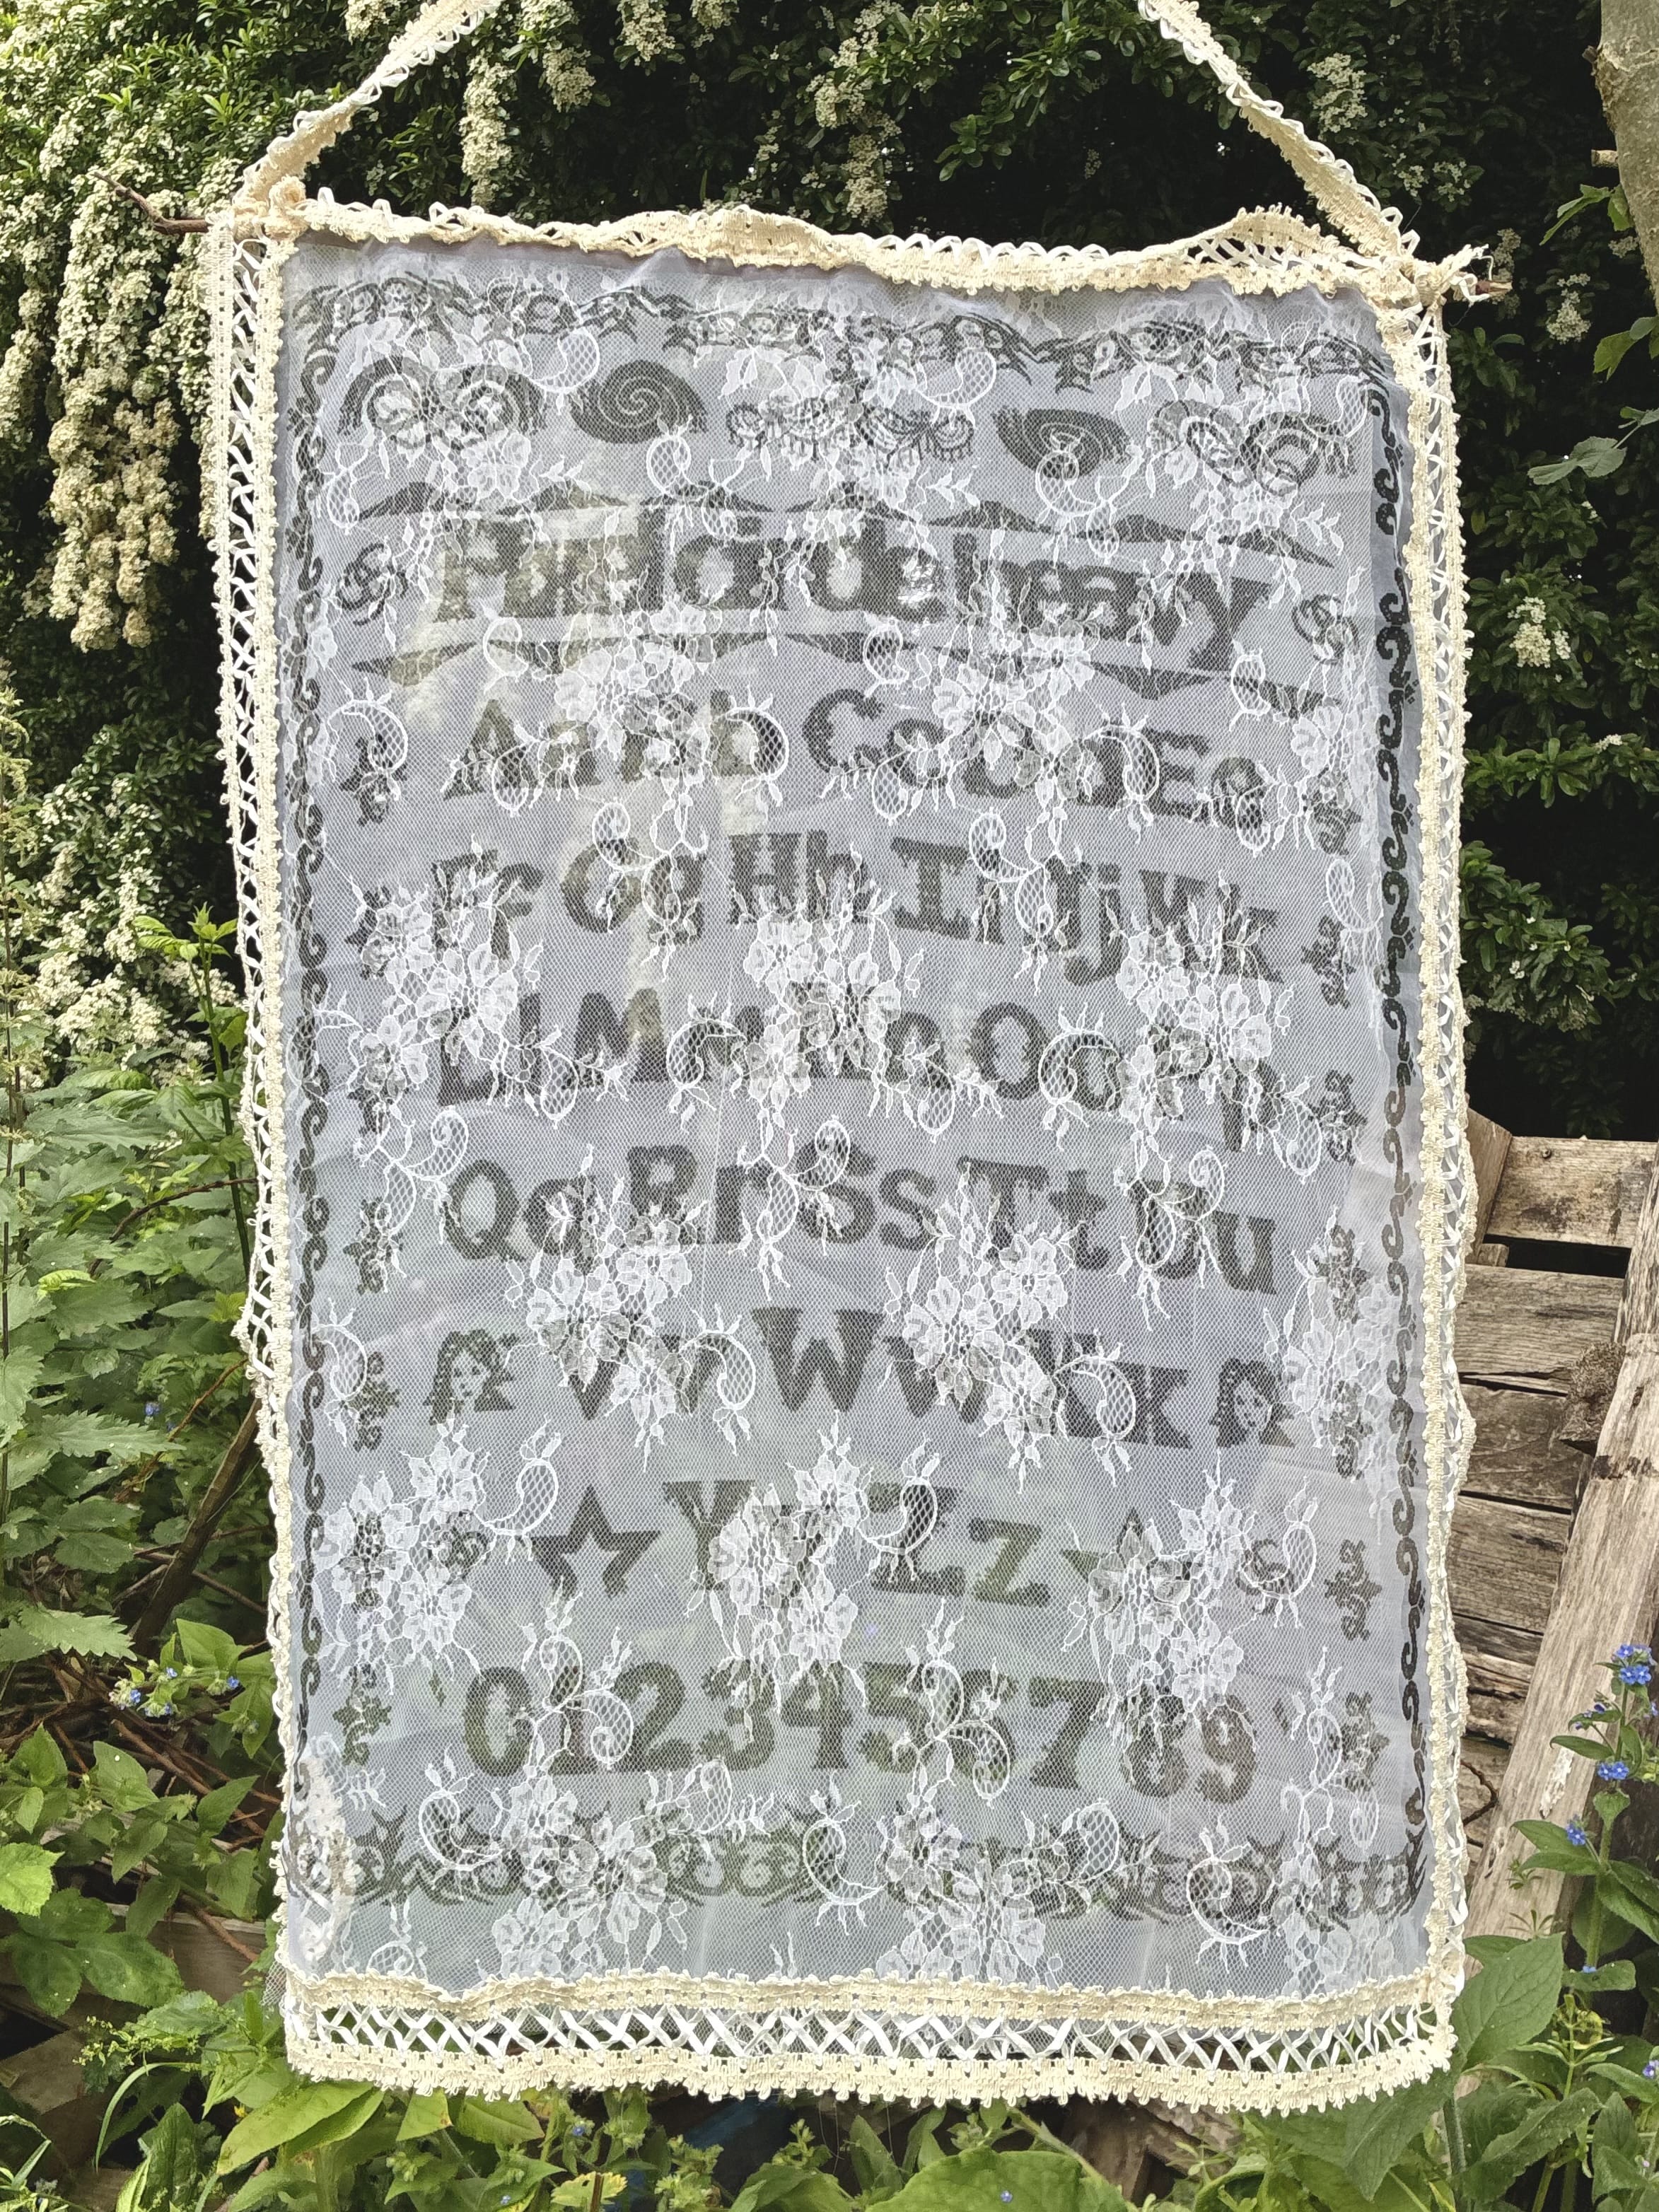 Aa Bb Cc Dd Ee
Ff Gg Hh Ii Jj Kk
Ll Mm Nn Oo Pp
Qq Rr Ss Tt Uu
Vv Ww Xx
Yy Zz
0123456789